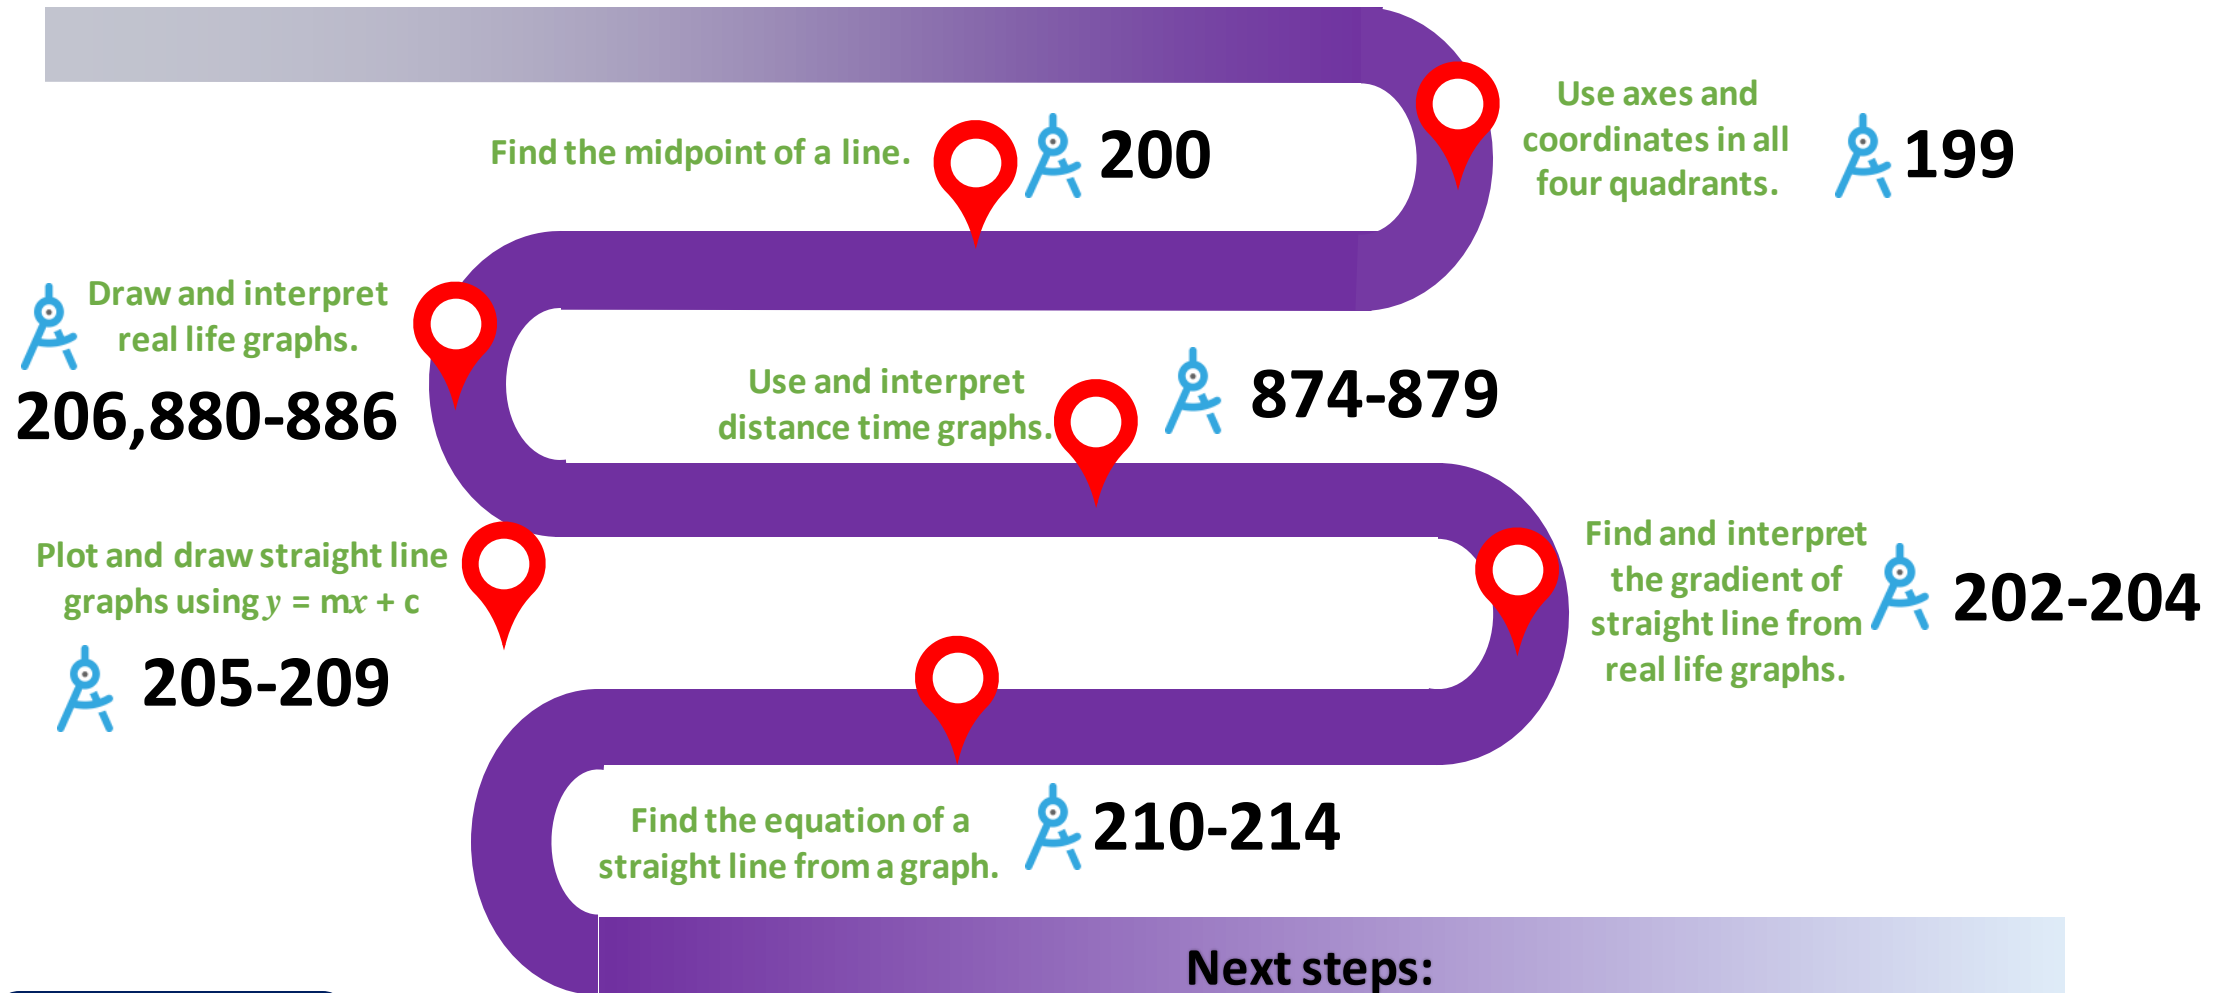 Use axes and
coordinates in all
four quadrants.
199
Find the midpoint of a line.
200
Draw and interpret
real life graphs.
206,880-886
Use and interpret
distance time graphs.
874-879
Find and interpret
the gradient of
straight line from
real life graphs.
202-204
Plot and draw straight line
graphs using y = mx + c
205-209
Find the equation of a
straight line from a graph.
210-214
Next steps: